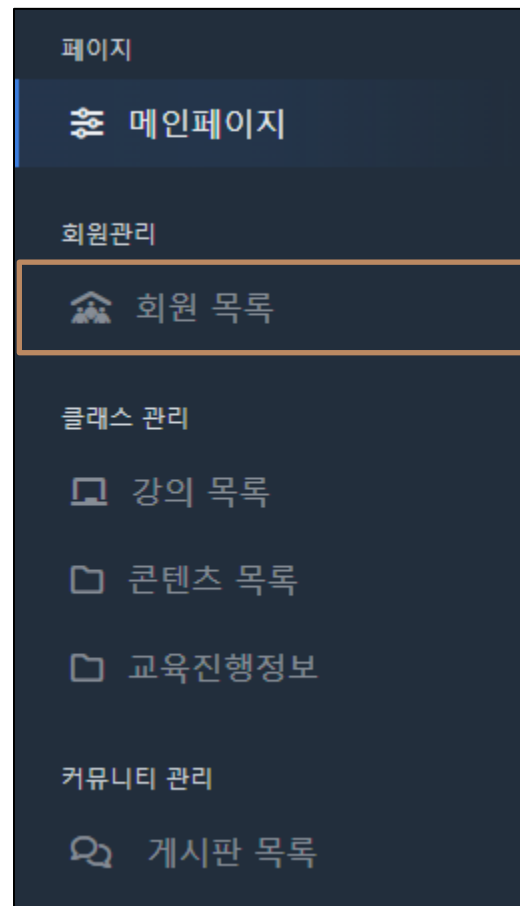 페이지
메인페이지
회원관리
회원 목록
클래스 관리
강의 목록
콘텐츠 목록
교육진행정보
커뮤니티 관리
게시판 목록